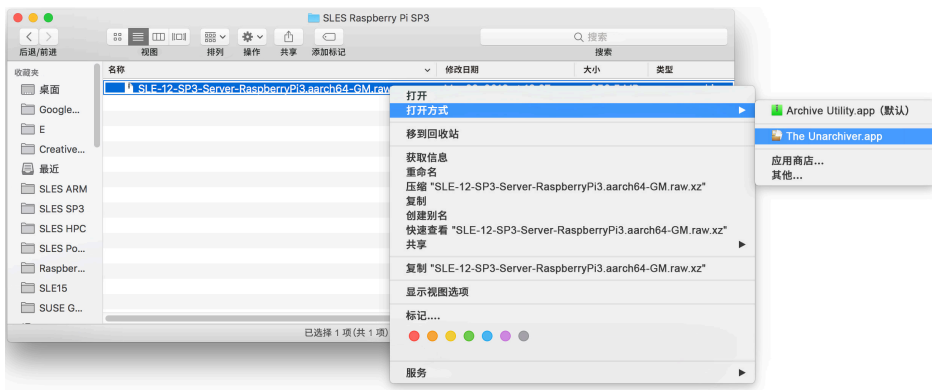 SLES Raspberry Pi SP3
后退/前进
视图
排列
操作
共享
添加标记
搜索
搜索
收藏夹
桌面
Google...
E
Creative...
最近
SLES ARM
SLES SP3
SLES HPC
SLES Po...
Raspber...
SLE15
SUSE G...
名称
修改日期
大小
类型
SLE-12-SP3-Server-RaspberryPi3.aarch64-GM.raw
已选择 1 项(共 1 项)
打开
打开方式
移到回收站
获取信息
重命名
压缩 "SLE-12-SP3-Server-RaspberryPi3.aarch64-GM.raw.xz"
复制
创建别名
快速查看 "SLE-12-SP3-Server-RaspberryPi3.aarch64-GM.raw.xz"
共享
复制 "SLE-12-SP3-Server-RaspberryPi3.aarch64-GM.raw.xz"
显示视图选项
标记....
服务
Archive Utility.app (默认)
The Unarchiver.app
应用商店...
其他...